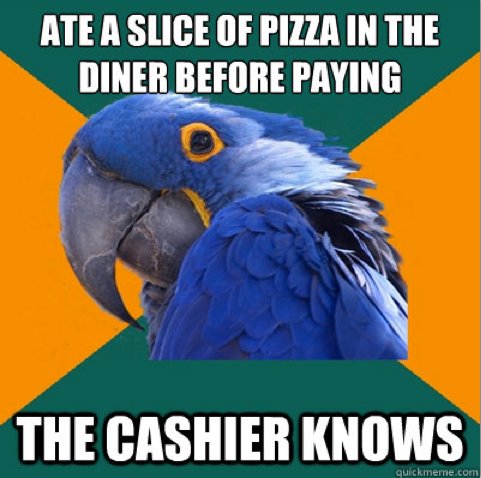 ATE A SLICE OF PIZZA IN THE
DINER BEFORE PAYING
THE CASHIER KNOWS
quickmeme.com